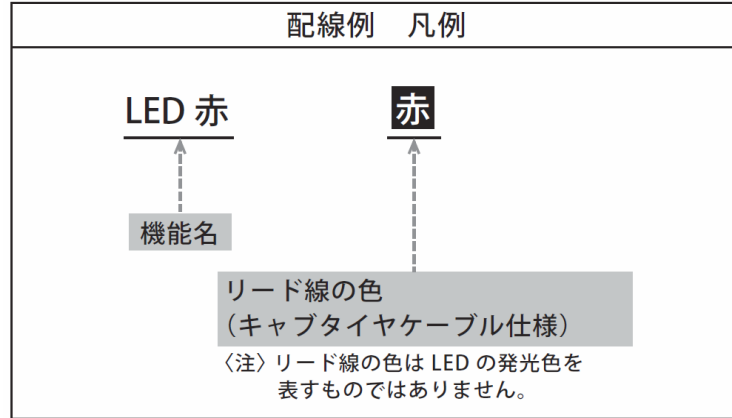 配線例　凡例
LED 赤　赤
機能名
リード線の色
（キャブタイヤケーブル仕様）
〈注〉リード線の色は LED の発光色を
表すものではありません。